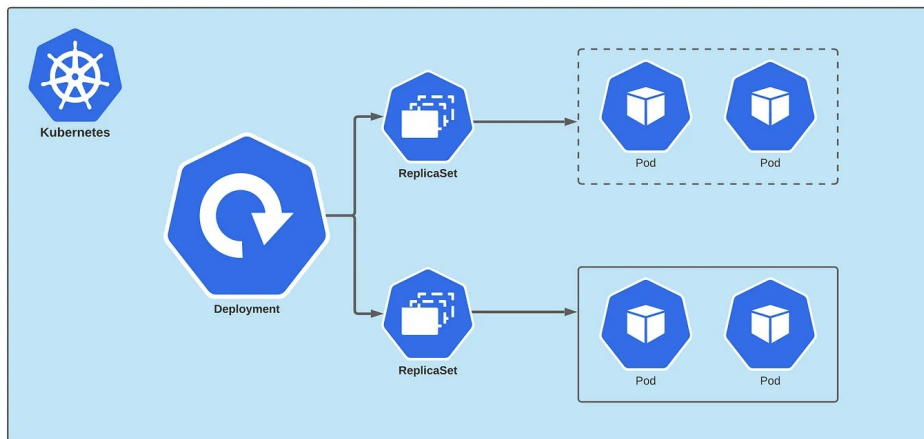 Kubernetes
Deployment
ReplicaSet
Pod
Pod
ReplicaSet
Pod
Pod